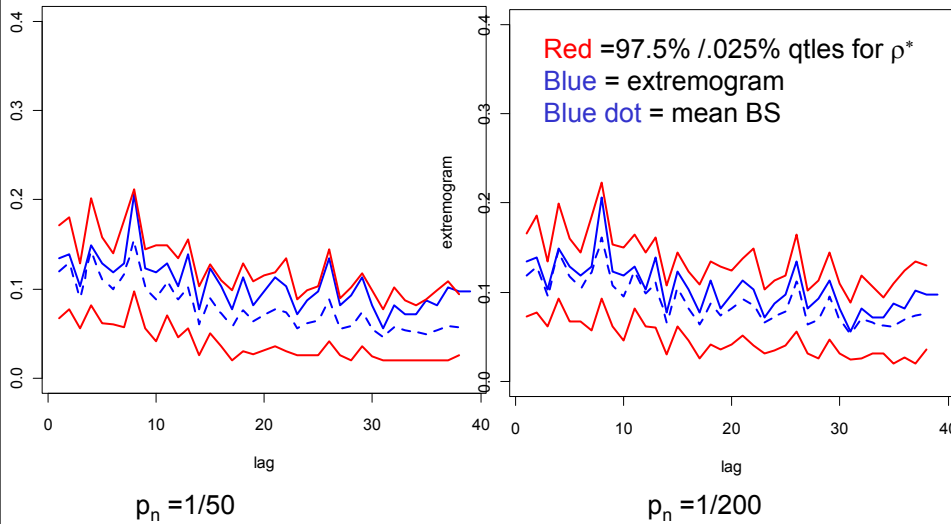 0.4
0.3
0.2
0.1
0.0
0 10 20 30 40
lag
p_n =1/50
extremogram
0.4
0.3
0.2
0.1
0.0
Red =97.5% /.025% qtles for ρ*
Blue = extremogram
Blue dot = mean BS
0 10 20 30 40
lag
p_n =1/200